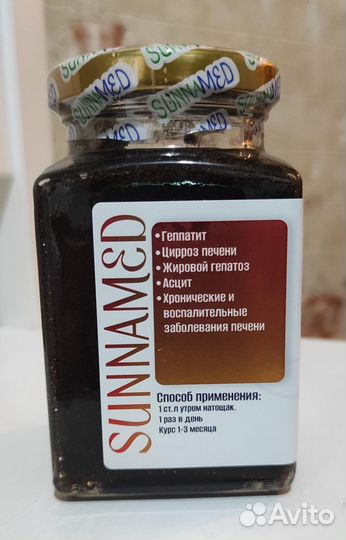 SUNNAMED
SUNNAMED
SUNNAMED
SUNNAMED
• Геппатит
• Цирроз печени
• Жировой гепатоз
• Асцит
• Хронические и
воспалительные
заболевания печени
Способ применения:
1 ст.л утром натощак.
1 раз в день
Курс 1-3 месяца
Avito